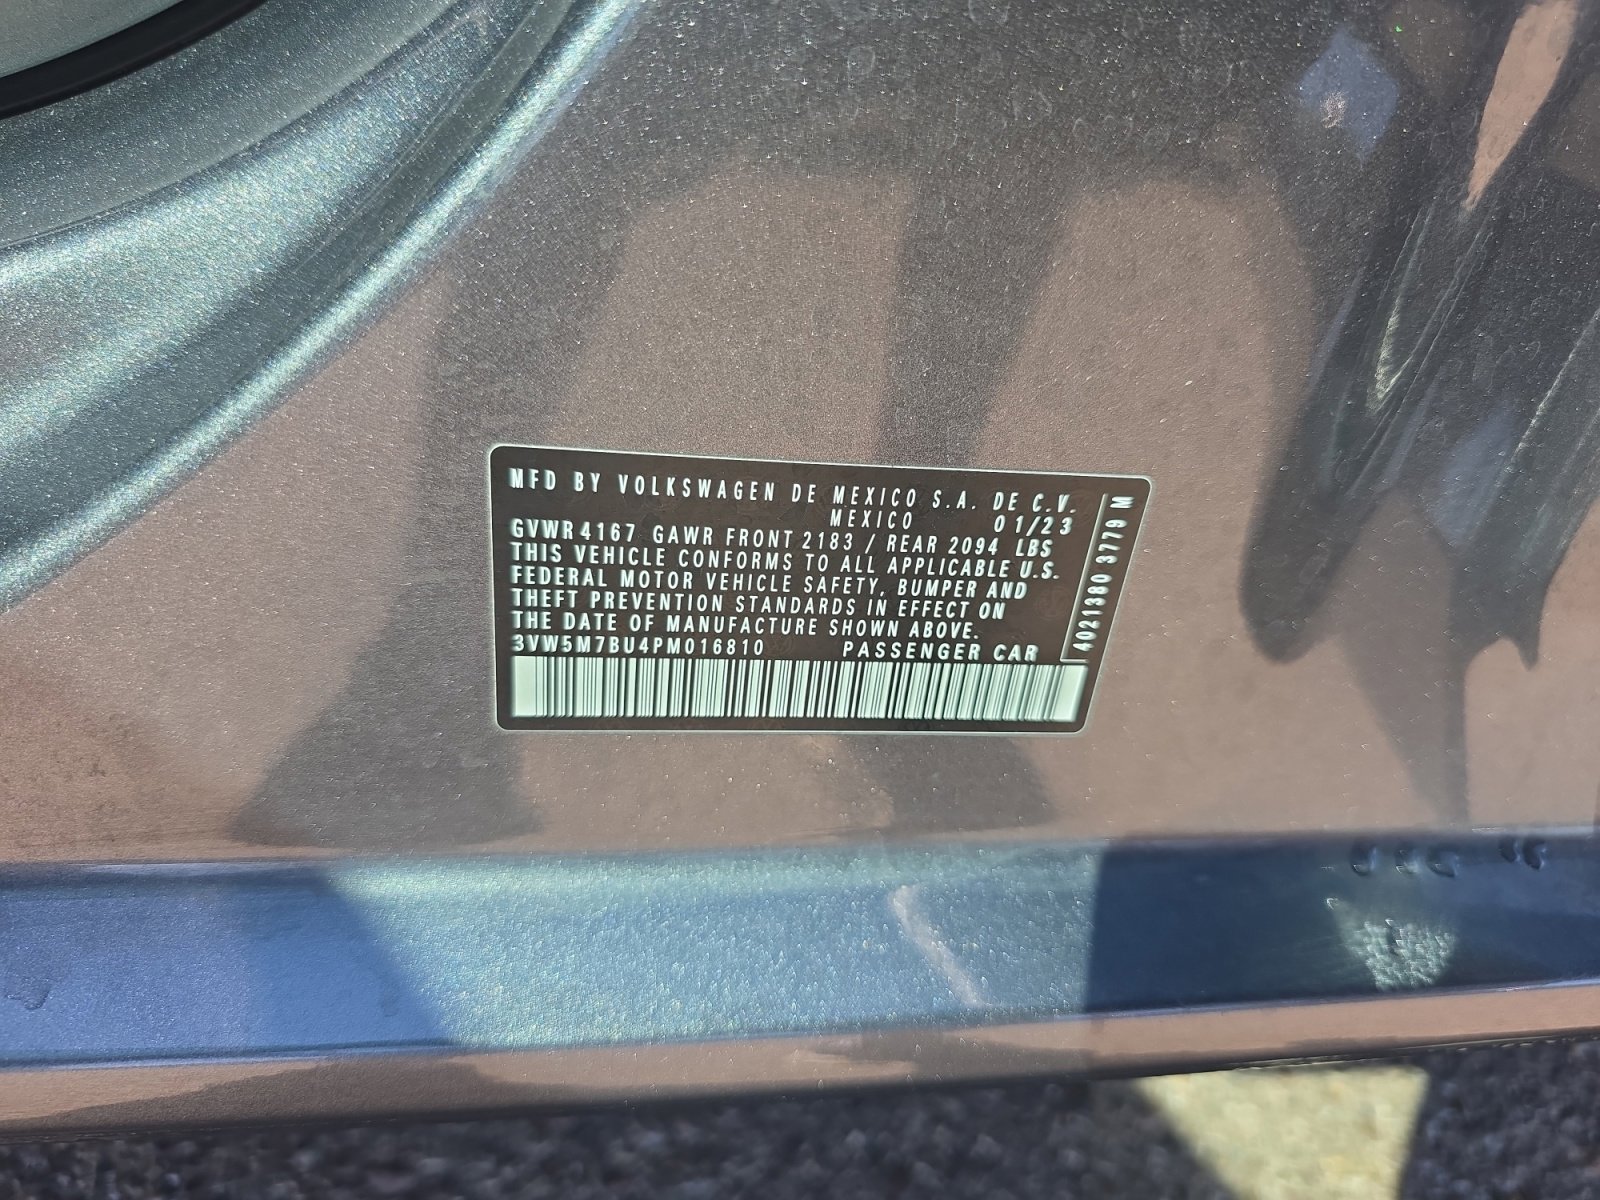 MFD BY VOLKSWAGEN DE MEXICO S.A. DE C.V.
MEXICO 01/23
GVWR 4167 GAWR FRONT 2183 / REAR 2094 LBS
THIS VEHICLE CONFORMS TO ALL APPLICABLE U.S.
FEDERAL MOTOR VEHICLE SAFETY, BUMPER AND
THEFT PREVENTION STANDARDS IN EFFECT ON
THE DATE OF MANUFACTURE SHOWN ABOVE.
3VW5M7BU4PM016810 PASSENGER CAR
4021380 3779 M